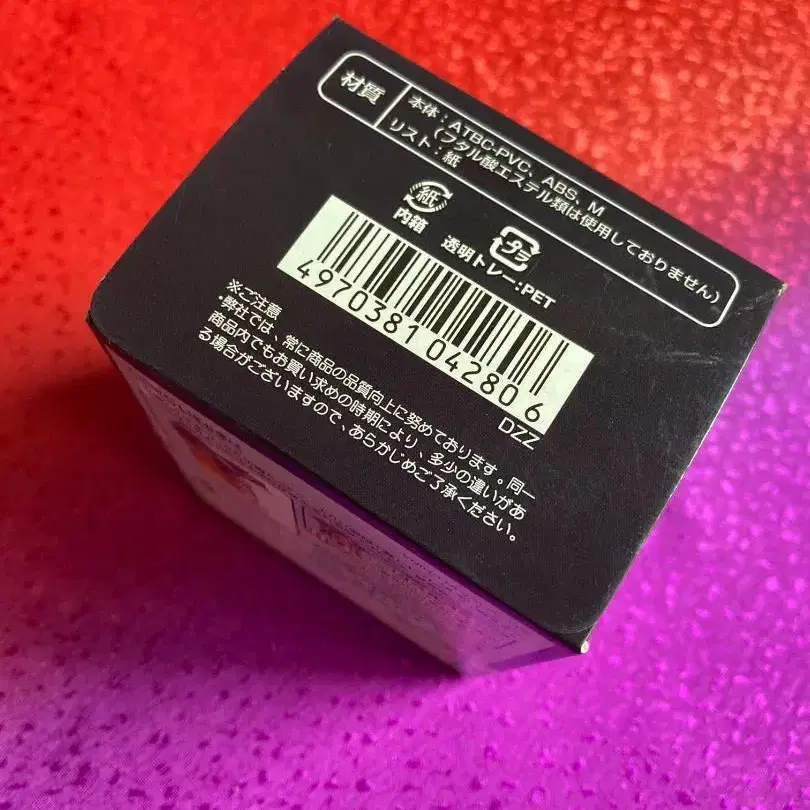 材質
本体：ATBC-PVC、ABS、M
（フタル酸エステル類は使用しておりません）
リスト：紙
紙
内箱
プラ
透明トレー：PET
4970381042806
DZZ
※ご注意
・弊社では、常に商品の品質向上に努めております。同一
商品内でもお買い求めの時期により、多少の違いがあ
る場合がございますので、あらかじめご了承ください。